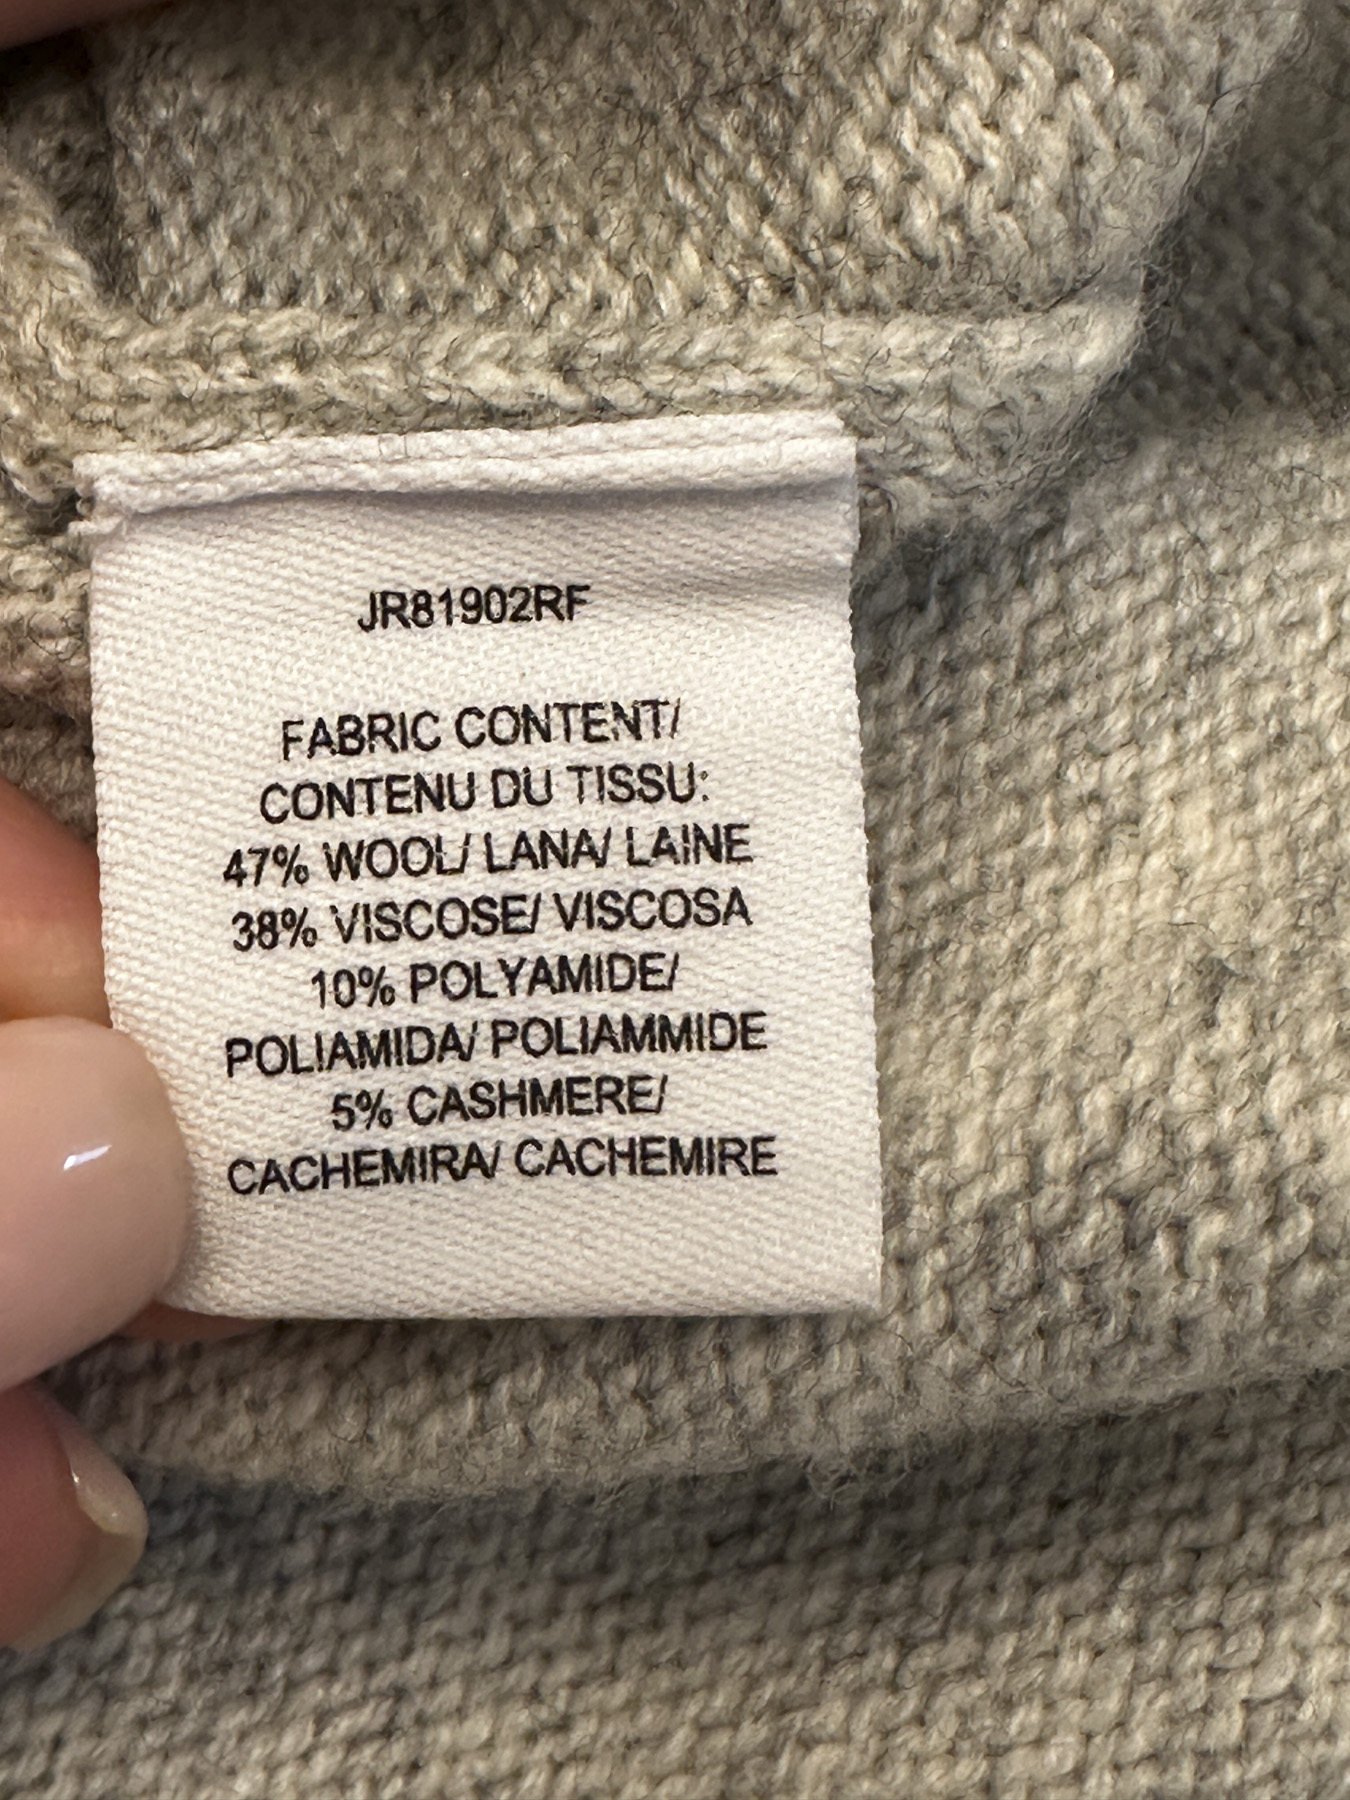 JR81902RF
FABRIC CONTENT/
CONTENU DU TISSU:
47% WOOL/ LANA/ LAINE
38% VISCOSE/ VISCOSA
10% POLYAMIDE/
POLIAMIDA/ POLIAMMIDE
5% CASHMERE/
CACHEMIRA/ CACHEMIRE